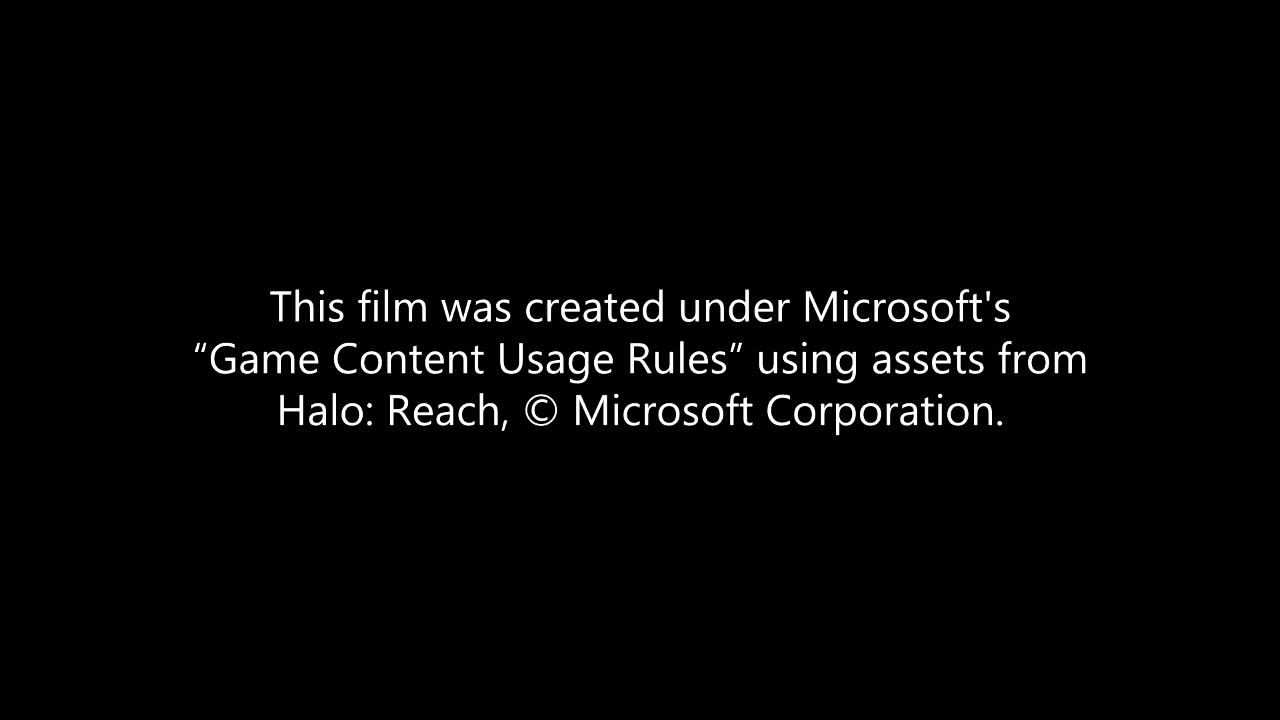 This film was created under Microsoft's
“Game Content Usage Rules” using assets from
Halo: Reach, © Microsoft Corporation.